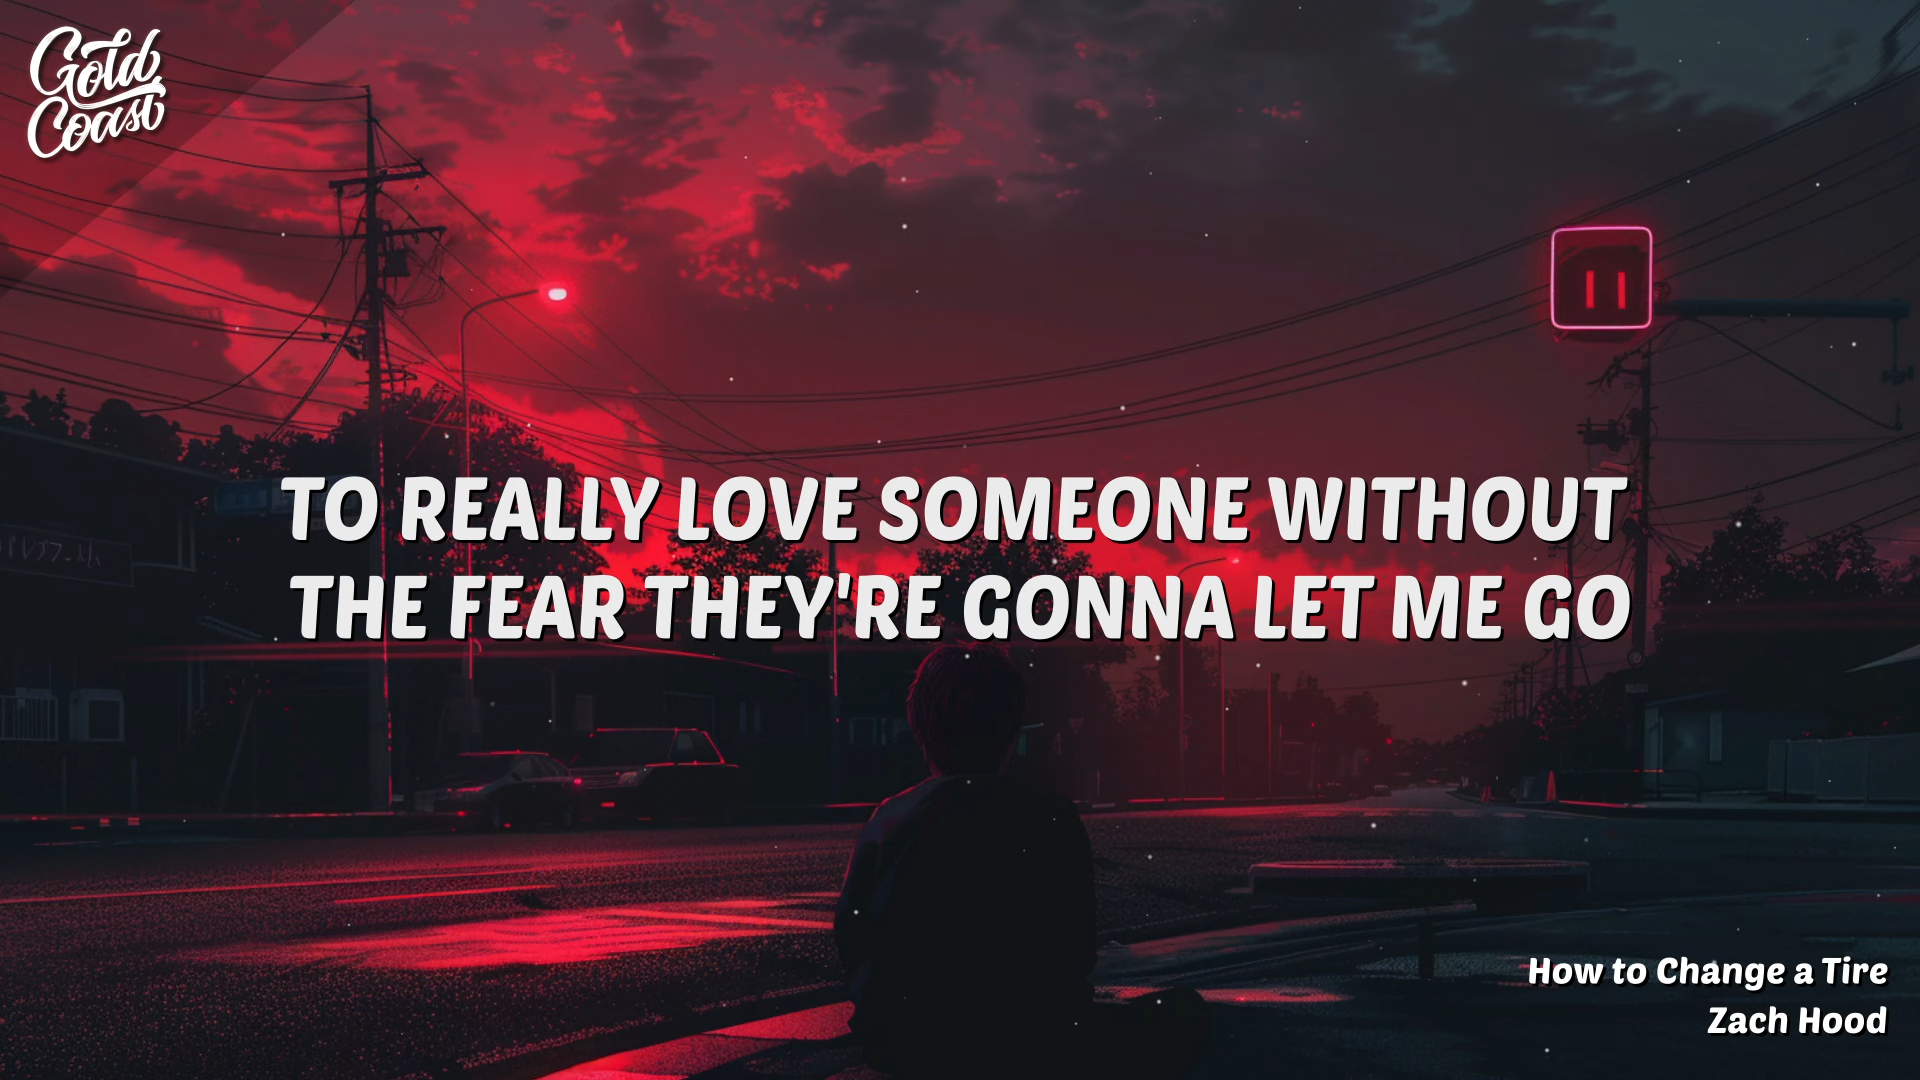 Gold
Coast
TO REALLY LOVE SOMEONE WITHOUT
THE FEAR THEY'RE GONNA LET ME GO
How to Change a Tire
Zach Hood